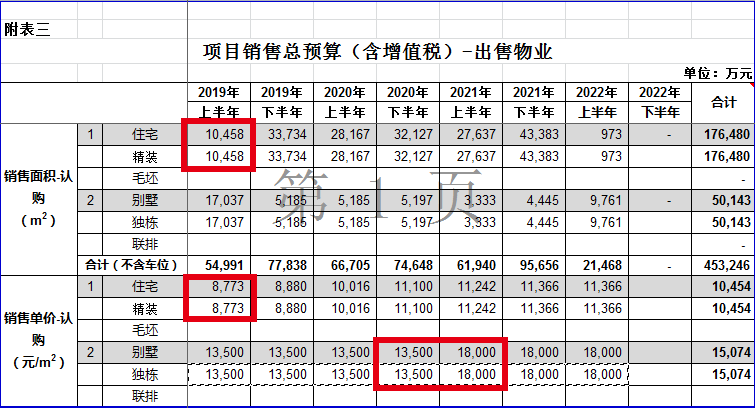 附表三
项目销售总预算（含增值税）-出售物业
单位：万元
2019年 2019年 2020年 2020年 2021年 2021年 2022年 2022年 合计
上半年 下半年 上半年 下半年 上半年 下半年 上半年 下半年
销售面积-认购（m²）
1 住宅 10,458 33,734 28,167 32,127 27,637 43,383 973 - 176,480
精装 10,458 33,734 28,167 32,127 27,637 43,383 973 176,480
毛坯 -
2 别墅 17,037 5,185 5,185 5,197 3,333 4,445 9,761 - 50,143
独栋 17,037 5,185 5,185 5,197 3,333 4,445 9,761 50,143
联排 -
合计（不含车位） 54,991 77,838 66,705 74,648 61,940 95,656 21,468 - 453,246
销售单价-认购（元/m²）
1 住宅 8,773 8,880 10,016 11,100 11,242 11,366 11,366 10,454
精装 8,773 8,880 10,016 11,100 11,242 11,366 11,366 10,454
毛坯
2 别墅 13,500 13,500 13,500 13,500 18,000 18,000 18,000 15,074
独栋 13,500 13,500 13,500 13,500 18,000 18,000 18,000 15,074
联排
第 1 页